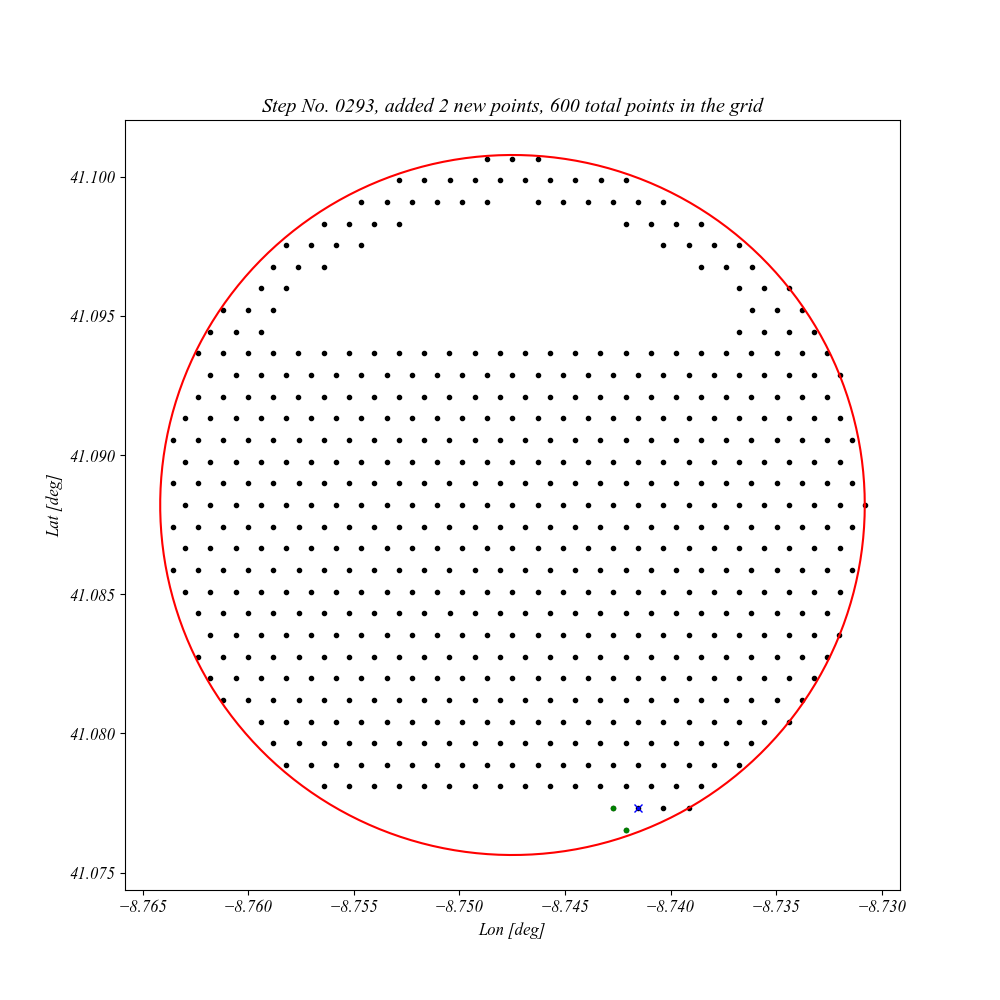 Step No. 0293, added 2 new points, 600 total points in the grid
41.100
41.095
41.090
41.085
41.080
41.075
Lat [deg]
−8.765 −8.760 −8.755 −8.750 −8.745 −8.740 −8.735 −8.730
Lon [deg]